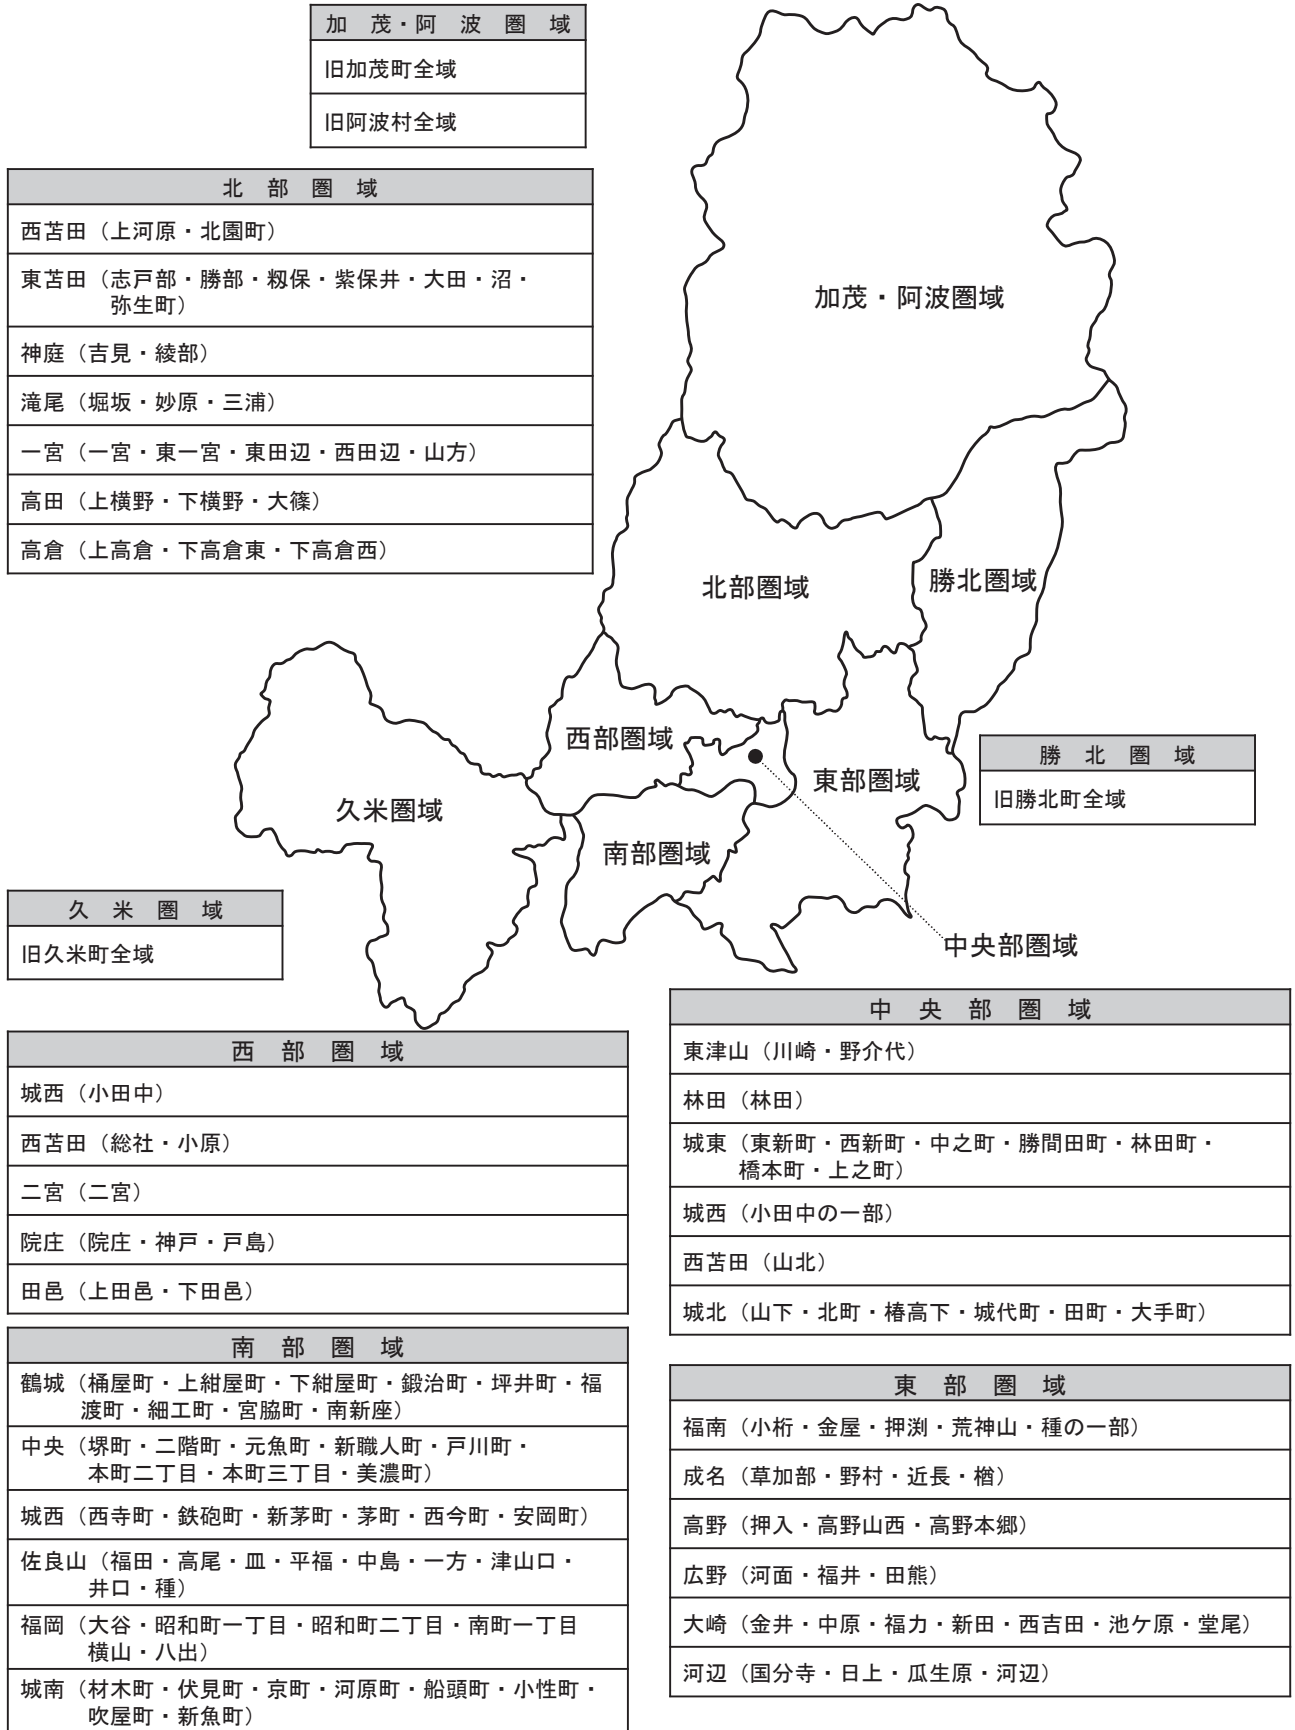 加茂・阿波圏域
旧加茂町全域
旧阿波村全域
北部圏域
西苫田（上河原・北園町）
東苫田（志戸部・勝部・籾保・紫保井・大田・沼・
弥生町）
神庭（吉見・綾部）
滝尾（堀坂・妙原・三浦）
一宮（一宮・東一宮・東田辺・西田辺・山方）
高田（上横野・下横野・大篠）
高倉（上高倉・下高倉東・下高倉西）
加茂・阿波圏域
北部圏域
勝北圏域
西部圏域
東部圏域
久米圏域
南部圏域
中央部圏域
勝北圏域
旧勝北町全域
久米圏域
旧久米町全域
西部圏域
城西（小田中）
西苫田（総社・小原）
二宮（二宮）
院庄（院庄・神戸・戸島）
田邑（上田邑・下田邑）
南部圏域
鶴城（桶屋町・上紺屋町・下紺屋町・鍛治町・坪井町・福
渡町・細工町・宮脇町・南新座）
中央（堺町・二階町・元魚町・新職人町・戸川町・
本町二丁目・本町三丁目・美濃町）
城西（西寺町・鉄砲町・新茅町・茅町・西今町・安岡町）
佐良山（福田・高尾・皿・平福・中島・一方・津山口・
井口・種）
福岡（大谷・昭和町一丁目・昭和町二丁目・南町一丁目
横山・八出）
城南（材木町・伏見町・京町・河原町・船頭町・小性町・
吹屋町・新魚町）
中央部圏域
東津山（川崎・野介代）
林田（林田）
城東（東新町・西新町・中之町・勝間田町・林田町・
橋本町・上之町）
城西（小田中の一部）
西苫田（山北）
城北（山下・北町・椿高下・城代町・田町・大手町）
東部圏域
福南（小桁・金屋・押渕・荒神山・種の一部）
成名（草加部・野村・近長・楢）
高野（押入・高野山西・高野本郷）
広野（河面・福井・田熊）
大崎（金井・中原・福力・新田・西吉田・池ケ原・堂尾）
河辺（国分寺・日上・瓜生原・河辺）